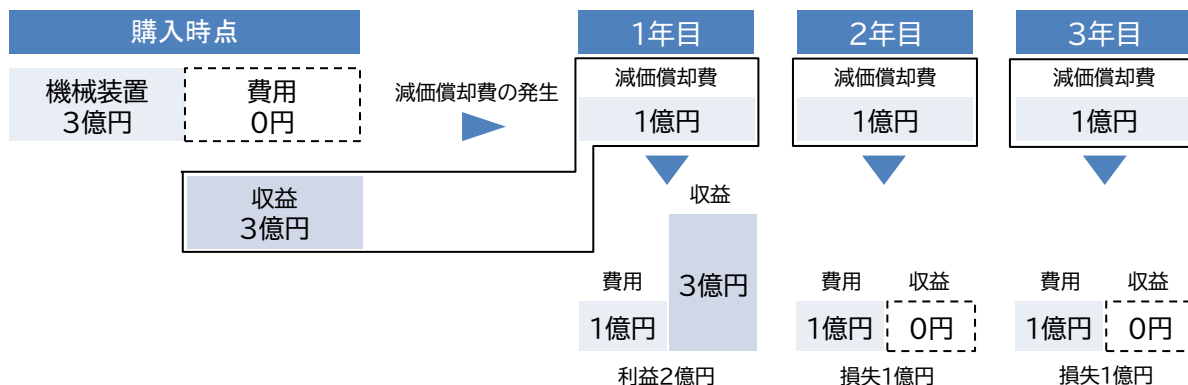 購入時点
機械装置
3億円
費用
0円
減価償却費の発生
収益
3億円
1年目
減価償却費
1億円
収益
3億円
費用
1億円
利益2億円
2年目
減価償却費
1億円
費用
1億円
収益
0円
損失1億円
3年目
減価償却費
1億円
費用
1億円
収益
0円
損失1億円